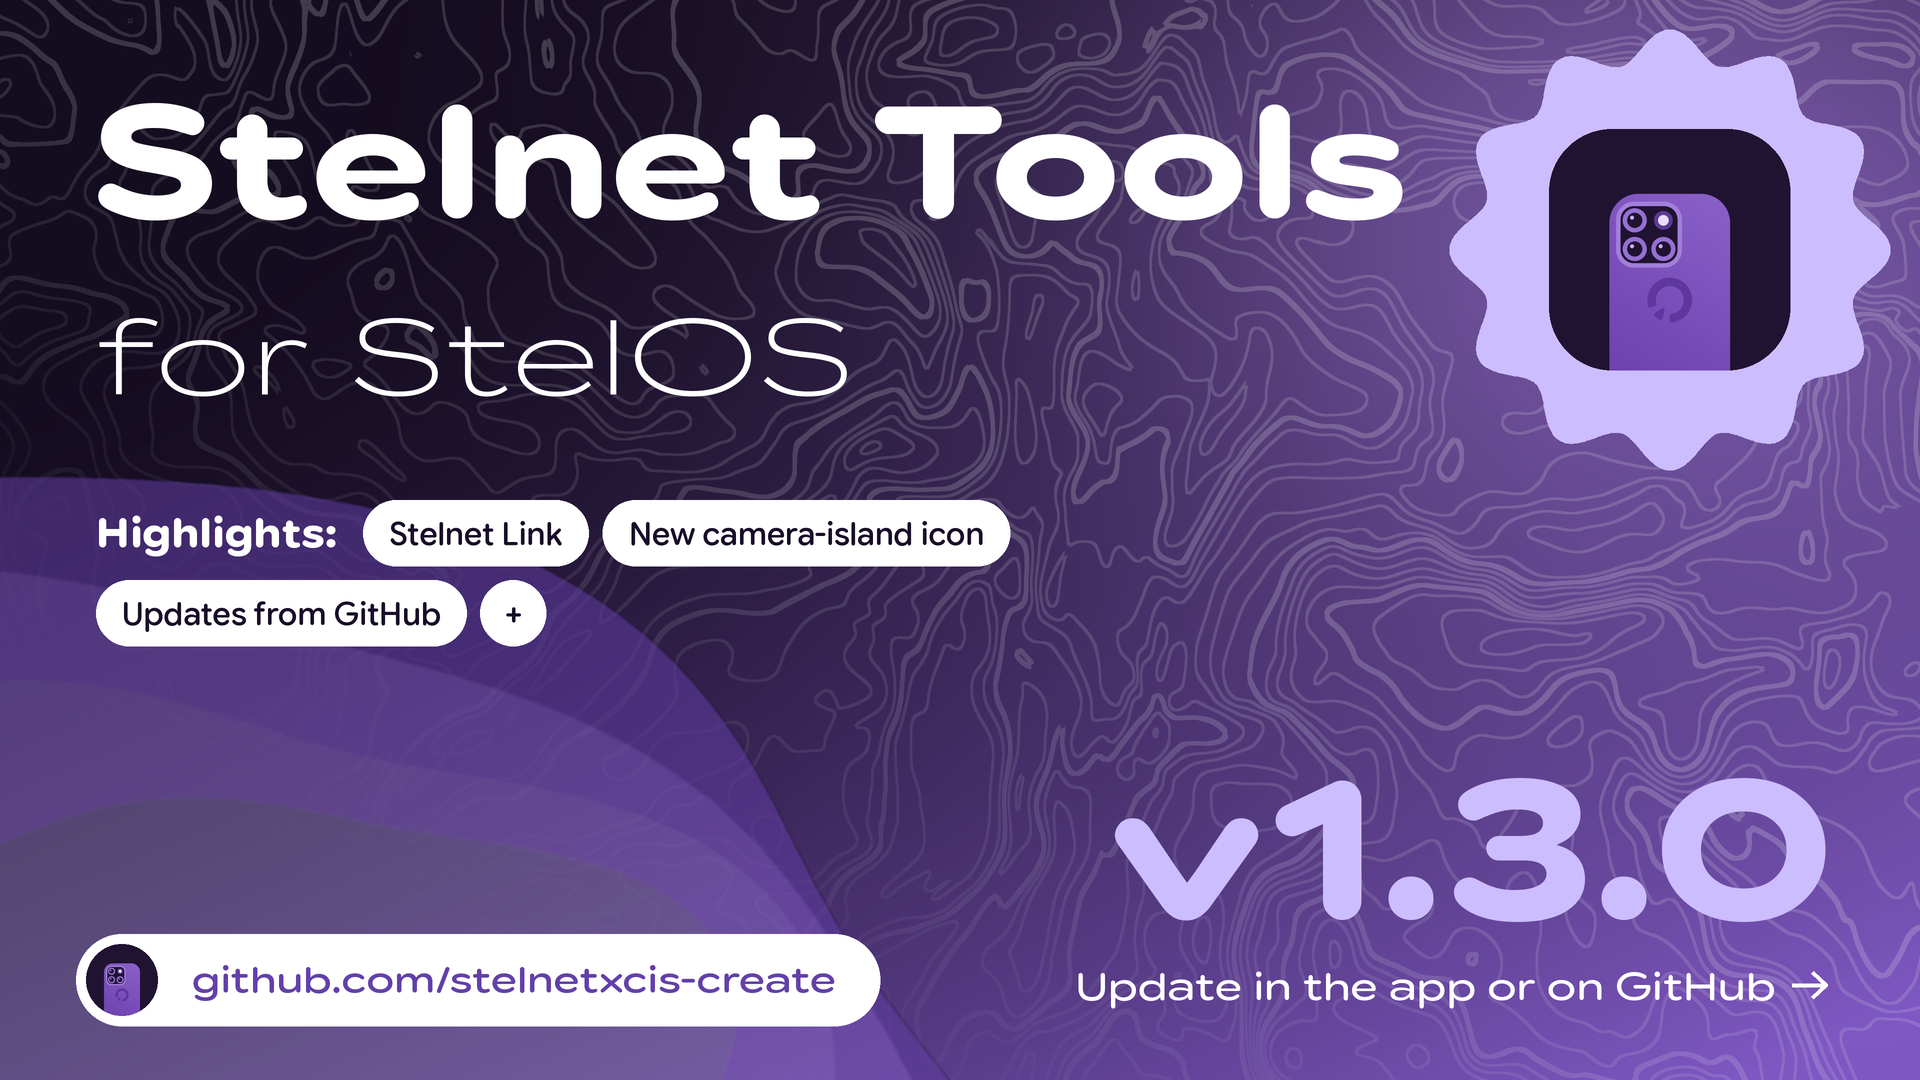 Stelnet Tools
for StelOS
Highlights: Stelnet Link New camera-island icon
Updates from GitHub +
v1.3.0
github.com/stelnetxcis-create
Update in the app or on GitHub →